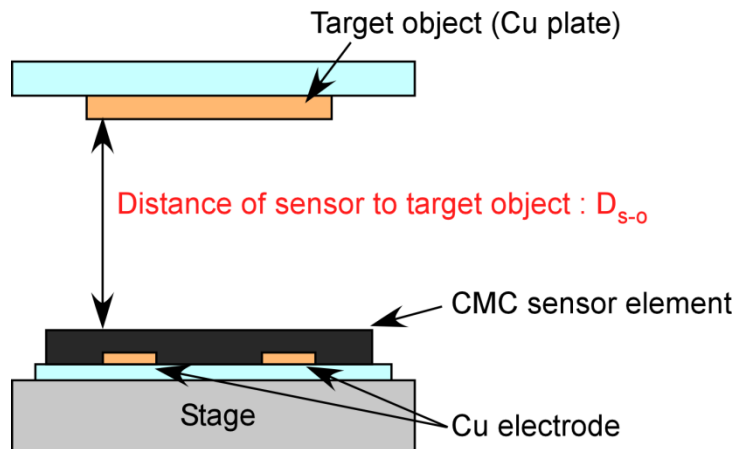 Target object (Cu plate)
Distance of sensor to target object : Ds-o
CMC sensor element
Stage
Cu electrode